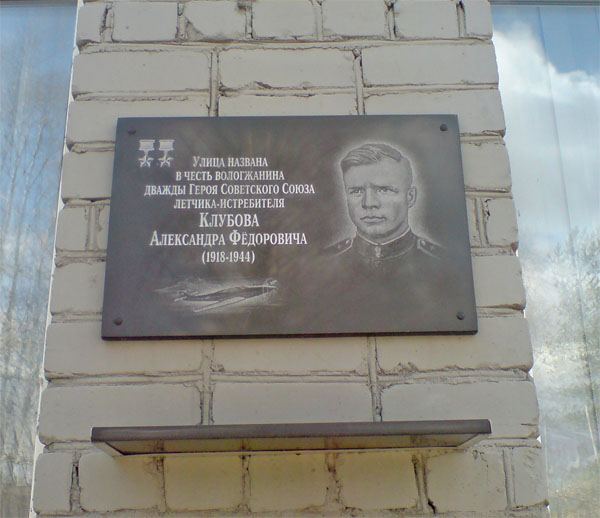 Улица названа
в честь вологжанина
дважды Героя Советского Союза
летчика-истребителя
Клубова
Александра Фёдоровича
(1918-1944)